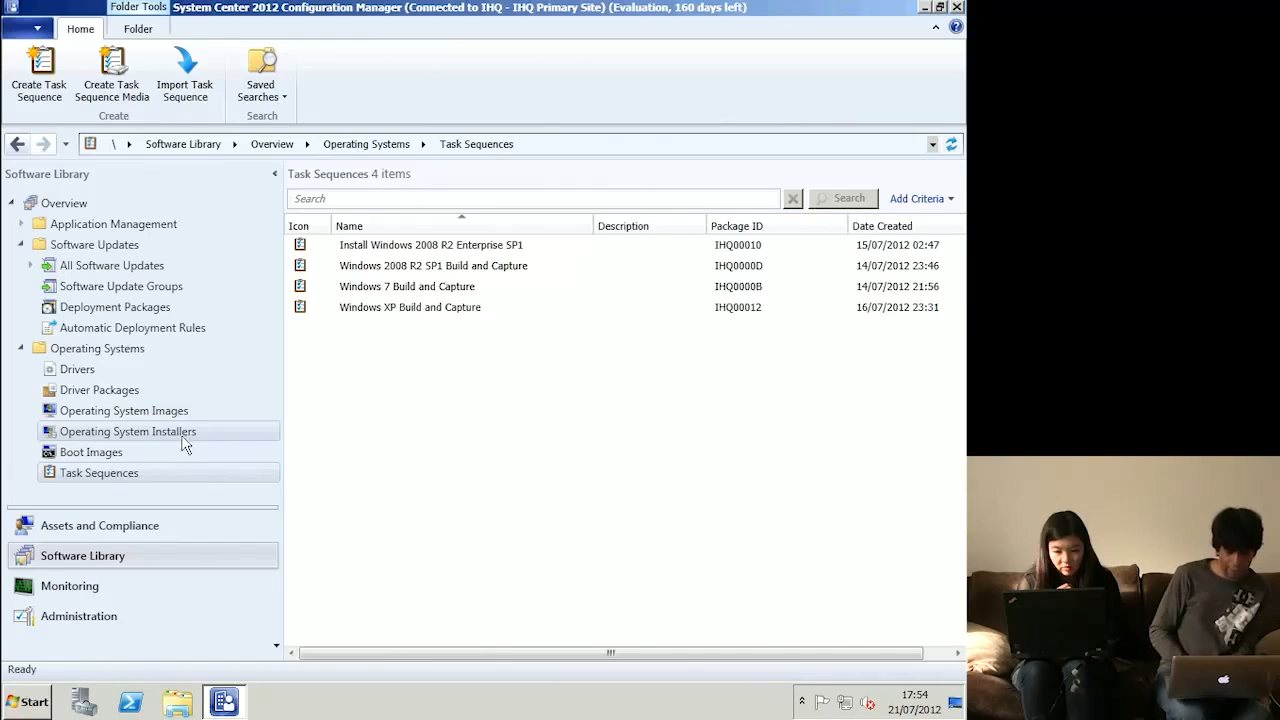 Folder Tools
System Center 2012 Configuration Manager (Connected to IHQ - IHQ Primary Site) (Evaluation, 160 days left)
Home
Folder
Create Task Sequence
Create Task Sequence Media
Import Task Sequence
Saved Searches
Create
Search
\ Software Library Overview Operating Systems Task Sequences
Software Library
Overview
Application Management
Software Updates
All Software Updates
Software Update Groups
Deployment Packages
Automatic Deployment Rules
Operating Systems
Drivers
Driver Packages
Operating System Images
Operating System Installers
Boot Images
Task Sequences
Assets and Compliance
Software Library
Monitoring
Administration
Task Sequences 4 items
Search
Search
Add Criteria
Icon Name Description Package ID Date Created
Install Windows 2008 R2 Enterprise SP1 IHQ00010 15/07/2012 02:47
Windows 2008 R2 SP1 Build and Capture IHQ0000D 14/07/2012 23:46
Windows 7 Build and Capture IHQ0000B 14/07/2012 21:56
Windows XP Build and Capture IHQ00012 16/07/2012 23:31
Ready
Start
17:54
21/07/2012